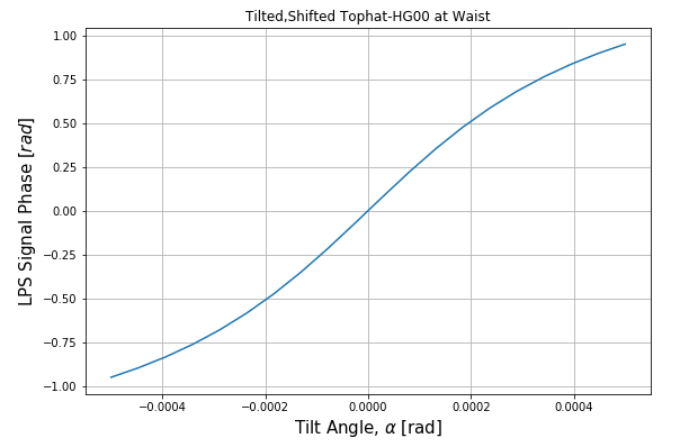 Tilted,Shifted Tophat-HG00 at Waist
LPS Signal Phase [rad]
1.00
0.75
0.50
0.25
0.00
−0.25
−0.50
−0.75
−1.00
−0.0004 −0.0002 0.0000 0.0002 0.0004
Tilt Angle, α [rad]